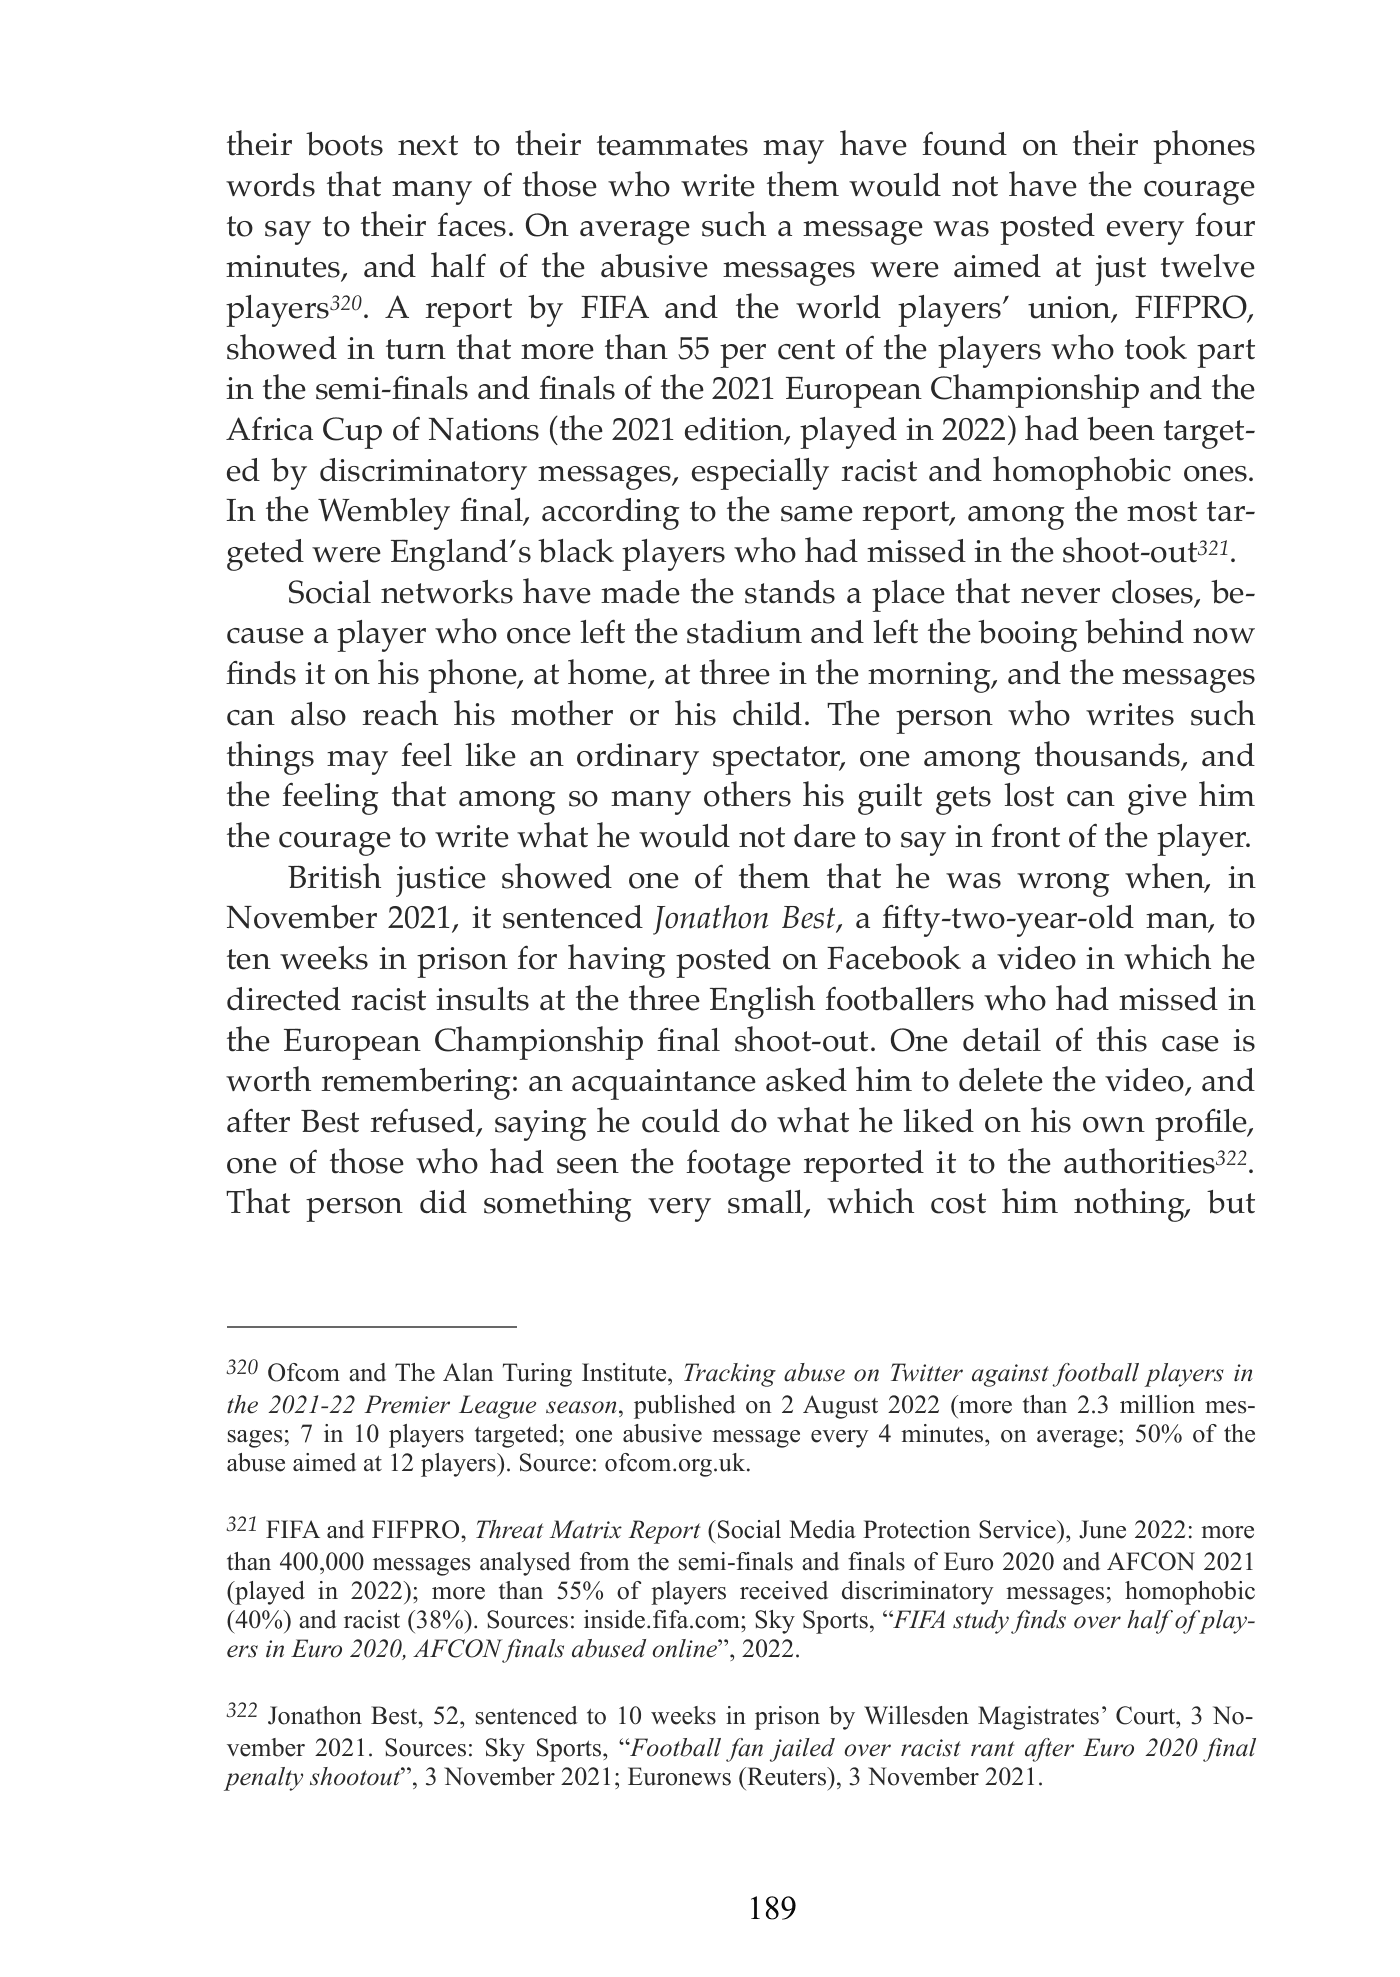 their boots next to their teammates may have found on their phones
words that many of those who write them would not have the courage
to say to their faces. On average such a message was posted every four
minutes, and half of the abusive messages were aimed at just twelve
players320. A report by FIFA and the world players’ union, FIFPRO,
showed in turn that more than 55 per cent of the players who took part
in the semi-finals and finals of the 2021 European Championship and the
Africa Cup of Nations (the 2021 edition, played in 2022) had been target-
ed by discriminatory messages, especially racist and homophobic ones.
In the Wembley final, according to the same report, among the most tar-
geted were England’s black players who had missed in the shoot-out321.
Social networks have made the stands a place that never closes, be-
cause a player who once left the stadium and left the booing behind now
finds it on his phone, at home, at three in the morning, and the messages
can also reach his mother or his child. The person who writes such
things may feel like an ordinary spectator, one among thousands, and
the feeling that among so many others his guilt gets lost can give him
the courage to write what he would not dare to say in front of the player.
British justice showed one of them that he was wrong when, in
November 2021, it sentenced Jonathon Best, a fifty-two-year-old man, to
ten weeks in prison for having posted on Facebook a video in which he
directed racist insults at the three English footballers who had missed in
the European Championship final shoot-out. One detail of this case is
worth remembering: an acquaintance asked him to delete the video, and
after Best refused, saying he could do what he liked on his own profile,
one of those who had seen the footage reported it to the authorities322.
That person did something very small, which cost him nothing, but
320 Ofcom and The Alan Turing Institute, Tracking abuse on Twitter against football players in
the 2021-22 Premier League season, published on 2 August 2022 (more than 2.3 million mes-
sages; 7 in 10 players targeted; one abusive message every 4 minutes, on average; 50% of the
abuse aimed at 12 players). Source: ofcom.org.uk.
321 FIFA and FIFPRO, Threat Matrix Report (Social Media Protection Service), June 2022: more
than 400,000 messages analysed from the semi-finals and finals of Euro 2020 and AFCON 2021
(played in 2022); more than 55% of players received discriminatory messages; homophobic
(40%) and racist (38%). Sources: inside.fifa.com; Sky Sports, “FIFA study finds over half of play-
ers in Euro 2020, AFCON finals abused online”, 2022.
322 Jonathon Best, 52, sentenced to 10 weeks in prison by Willesden Magistrates’ Court, 3 No-
vember 2021. Sources: Sky Sports, “Football fan jailed over racist rant after Euro 2020 final
penalty shootout”, 3 November 2021; Euronews (Reuters), 3 November 2021.
189